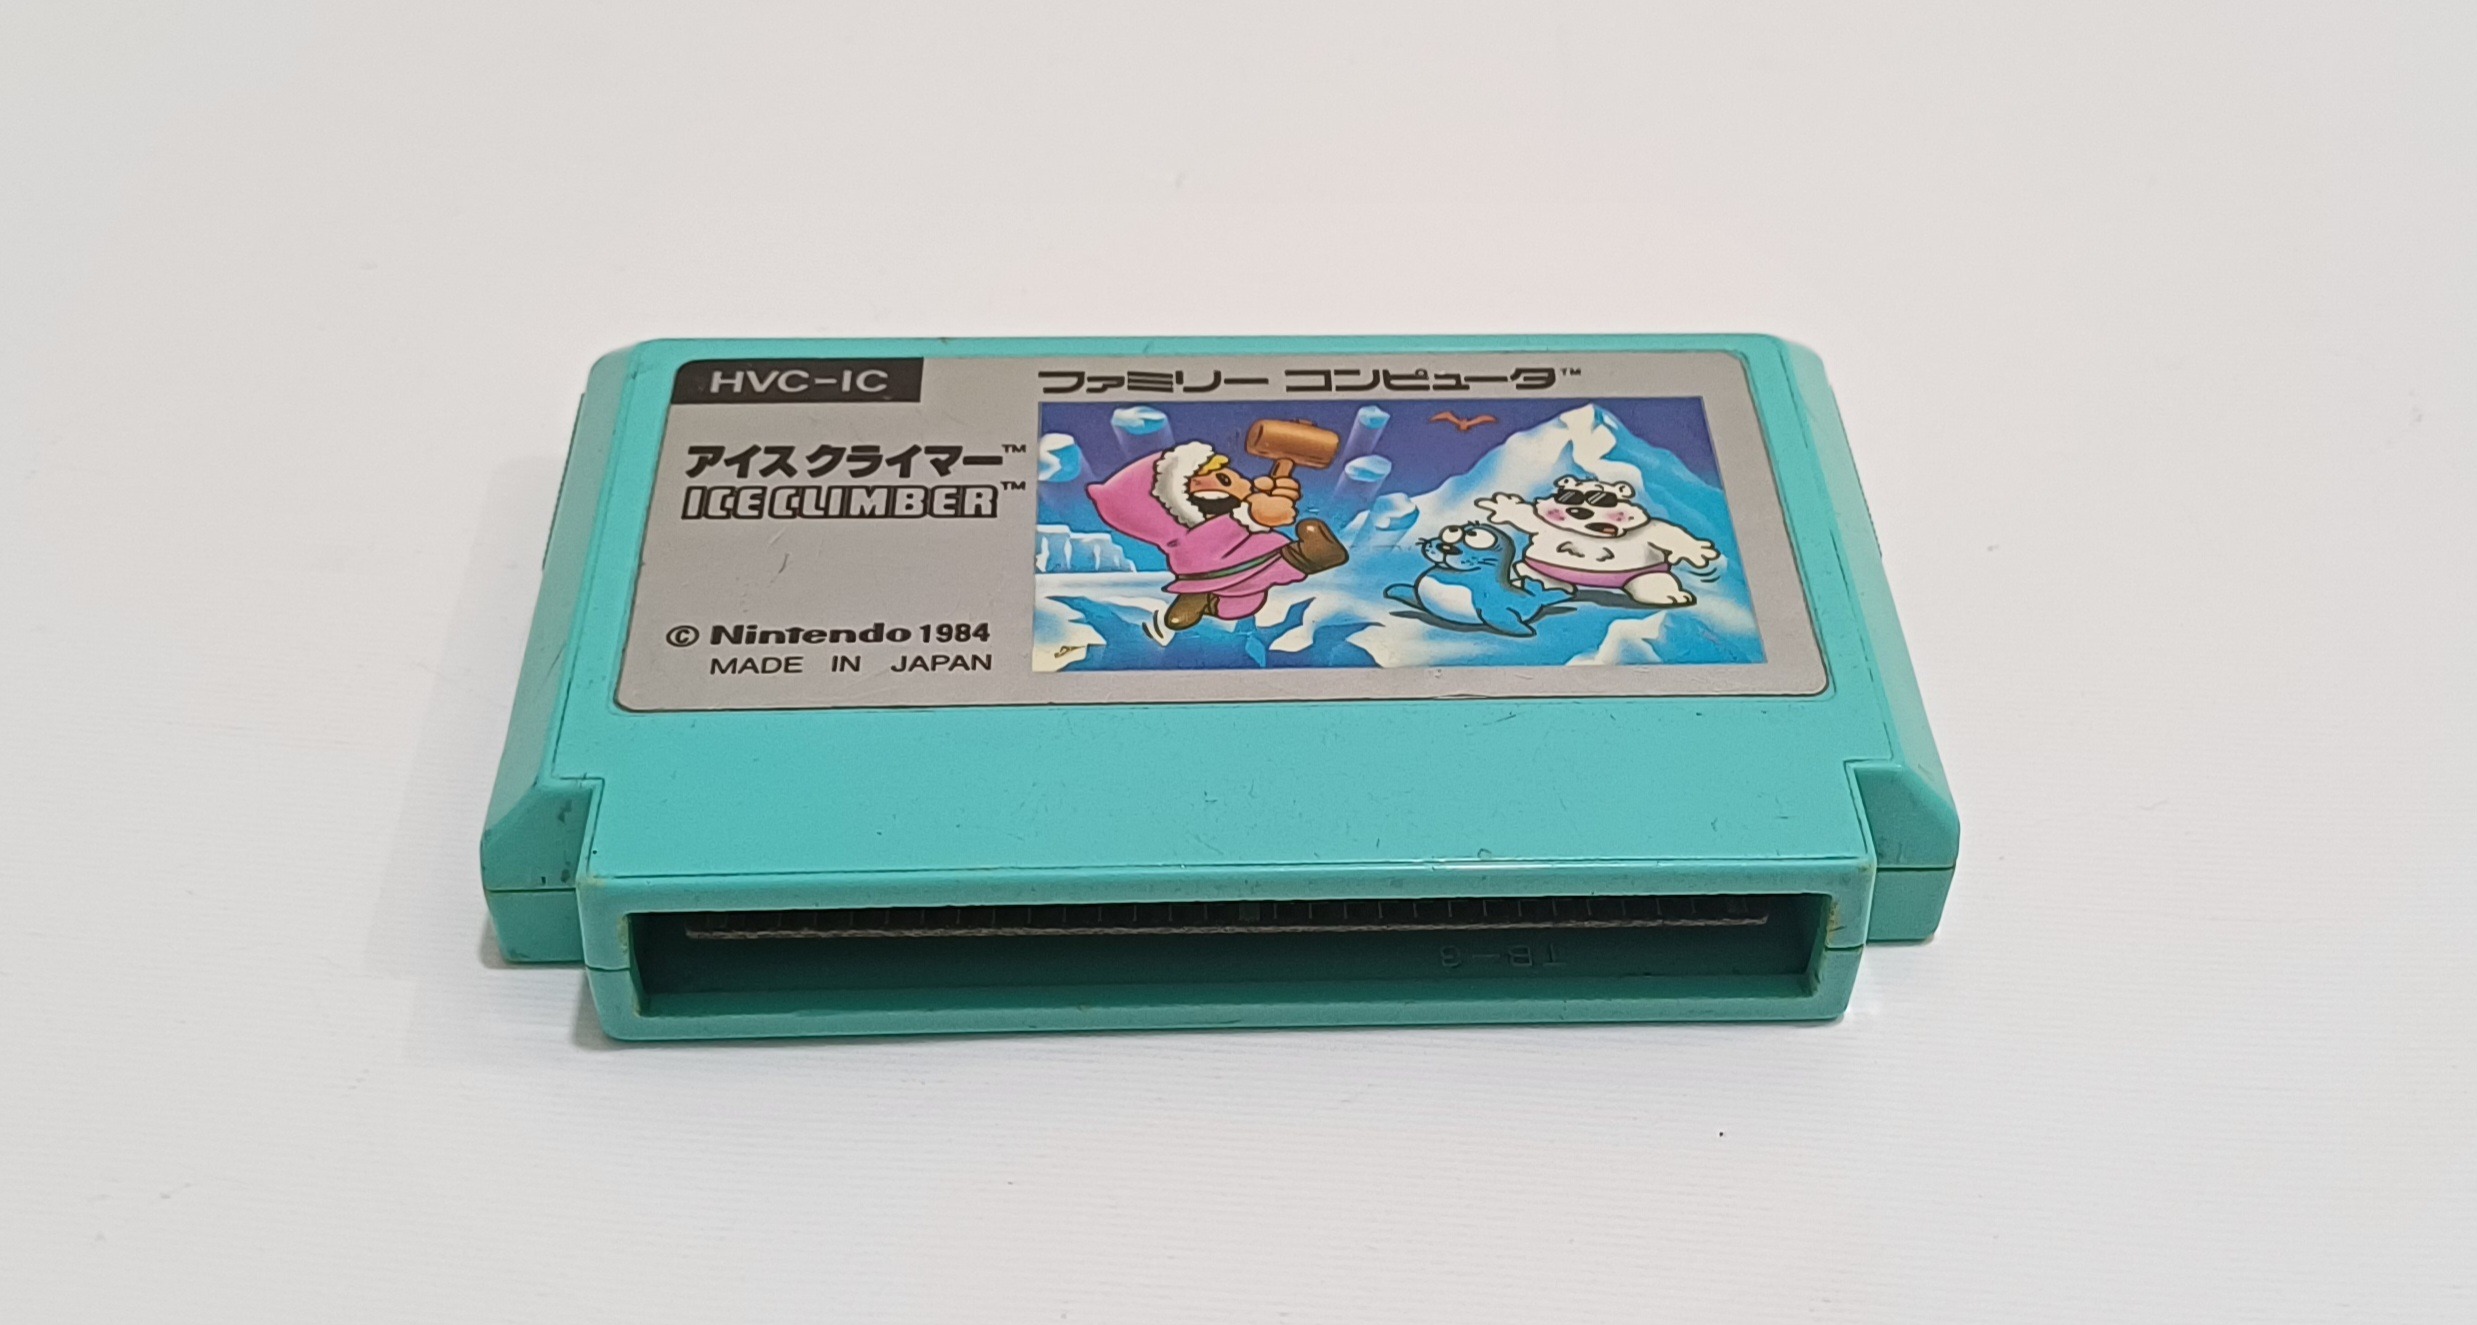 HVC-IC
ファミリー コンピュータ™
アイスクライマー™
ICE CLIMBER™
© Nintendo 1984
MADE IN JAPAN
TB-3